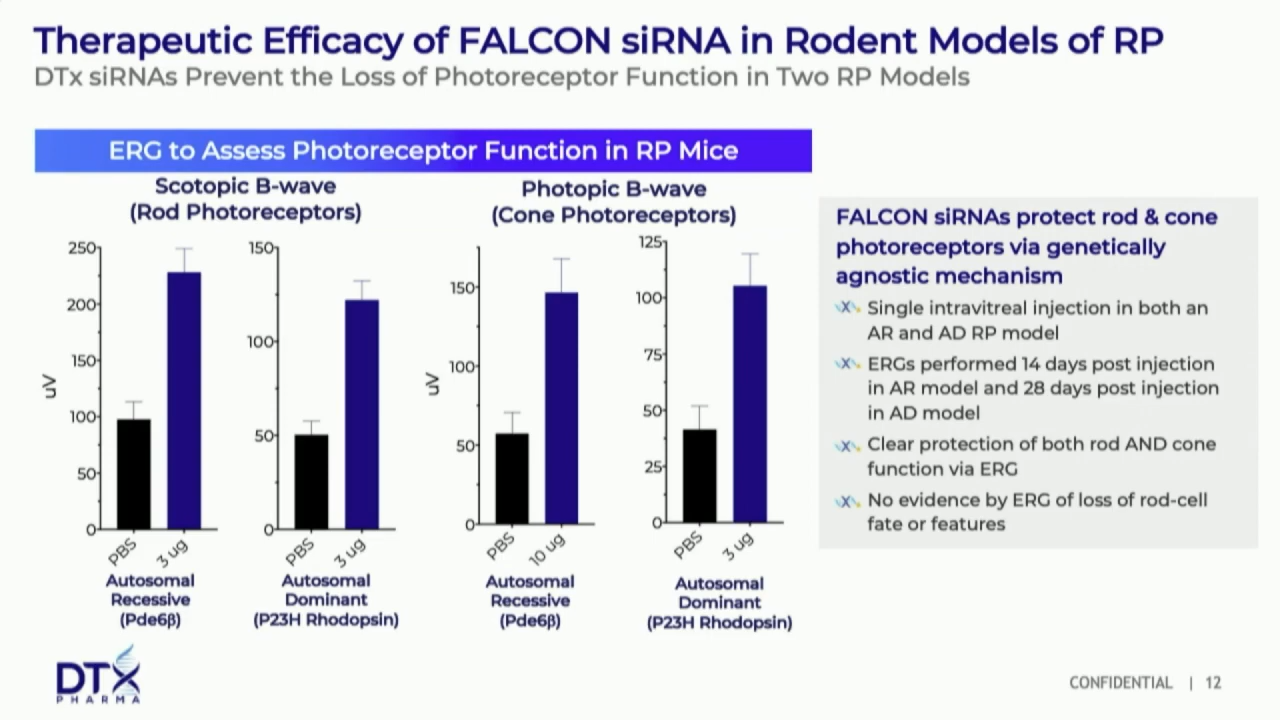 Therapeutic Efficacy of FALCON siRNA in Rodent Models of RP
DTx siRNAs Prevent the Loss of Photoreceptor Function in Two RP Models
ERG to Assess Photoreceptor Function in RP Mice
Scotopic B-wave
(Rod Photoreceptors)
250
200
150
100
50
0
uV
PBS
3 ug
Autosomal
Recessive
(Pde6β)
150
100
50
0
PBS
3 ug
Autosomal
Dominant
(P23H Rhodopsin)
Photopic B-wave
(Cone Photoreceptors)
150
100
50
0
uV
PBS
10 ug
Autosomal
Recessive
(Pde6β)
125
100
75
50
25
0
PBS
3 ug
Autosomal
Dominant
(P23H Rhodopsin)
FALCON siRNAs protect rod & cone
photoreceptors via genetically
agnostic mechanism
Single intravitreal injection in both an
AR and AD RP model
ERGs performed 14 days post injection
in AR model and 28 days post injection
in AD model
Clear protection of both rod AND cone
function via ERG
No evidence by ERG of loss of rod-cell
fate or features
DTX
PHARMA
CONFIDENTIAL | 12